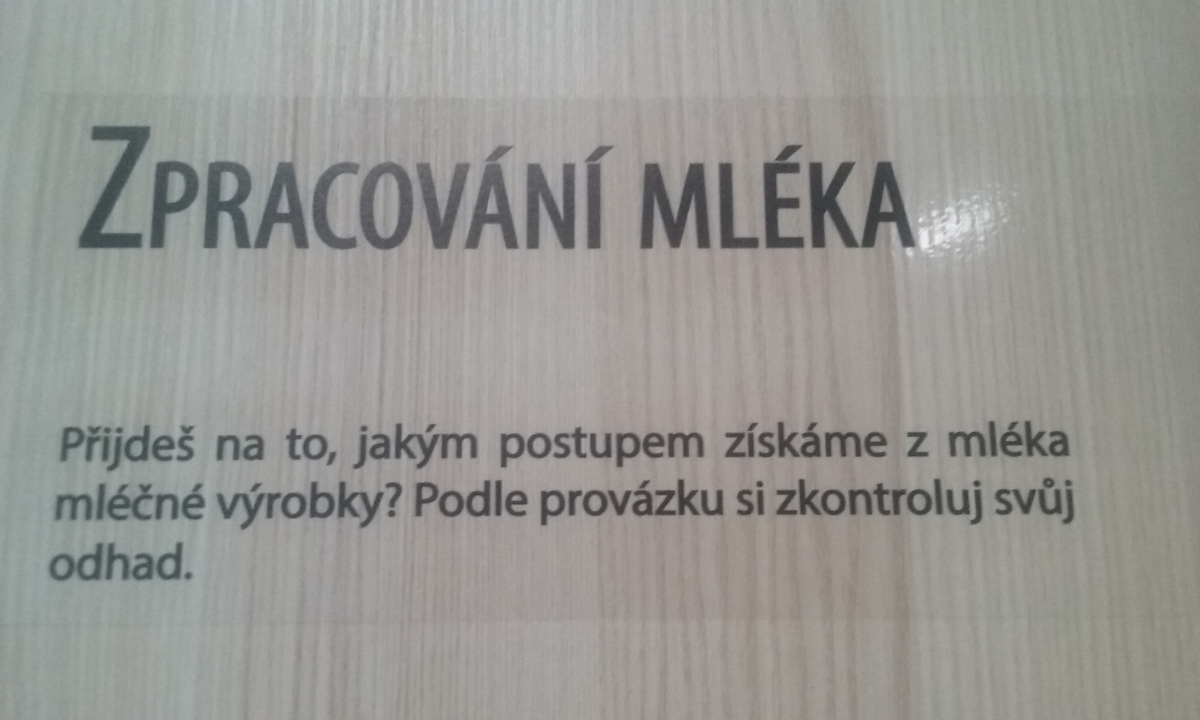 Zpracování mléka
Přijdeš na to, jakým postupem získáme z mléka
mléčné výrobky? Podle provázku si zkontroluj svůj
odhad.